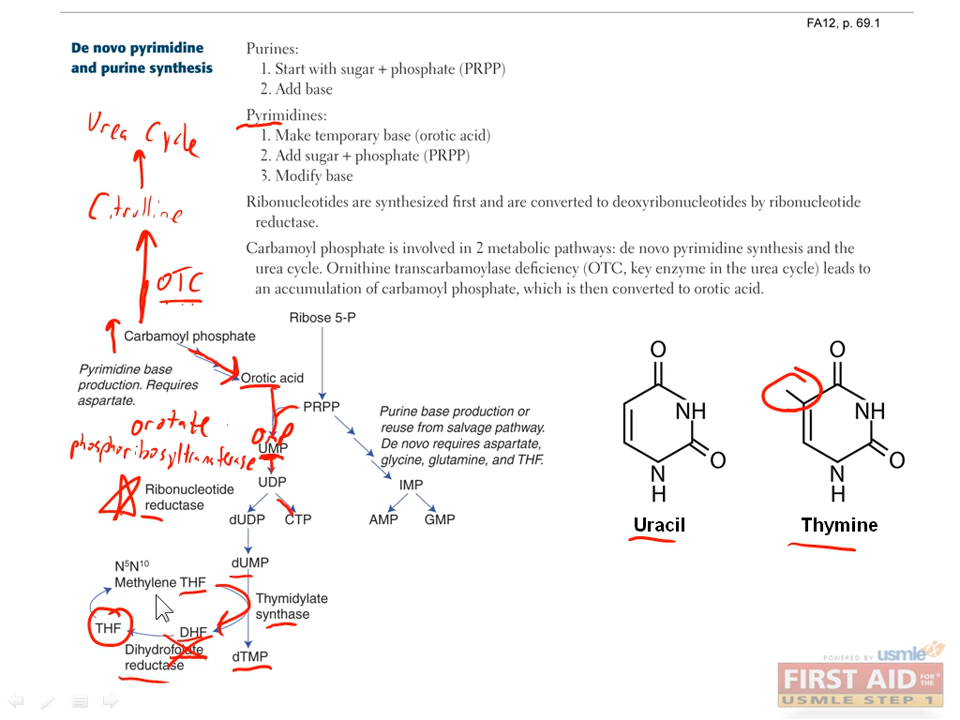 FA12, p. 69.1
De novo pyrimidine
and purine synthesis
Purines:
1. Start with sugar + phosphate (PRPP)
2. Add base
Pyrimidines:
1. Make temporary base (orotic acid)
2. Add sugar + phosphate (PRPP)
3. Modify base
Ribonucleotides are synthesized first and are converted to deoxyribonucleotides by ribonucleotide
reductase.
Carbamoyl phosphate is involved in 2 metabolic pathways: de novo pyrimidine synthesis and the
urea cycle. Ornithine transcarbamoylase deficiency (OTC, key enzyme in the urea cycle) leads to
an accumulation of carbamoyl phosphate, which is then converted to orotic acid.
Urea Cycle
Citrulline
OTC
Carbamoyl phosphate
Ribose 5-P
Pyrimidine base
production. Requires
aspartate.
Orotic acid
PRPP
orotate
phosphoribosyltransferase
OMP
UMP
Purine base production or
reuse from salvage pathway.
De novo requires aspartate,
glycine, glutamine, and THF.
UDP
Ribonucleotide
reductase
IMP
dUDP
CTP
AMP
GMP
dUMP
N5N10
Methylene THF
Thymidylate
synthase
THF
DHF
Dihydrofolate
reductase
dTMP
O
NH
O
N
H
Uracil
O
NH
O
N
H
Thymine
POWERED BY usmle
FIRST AID FOR THE
USMLE STEP 1